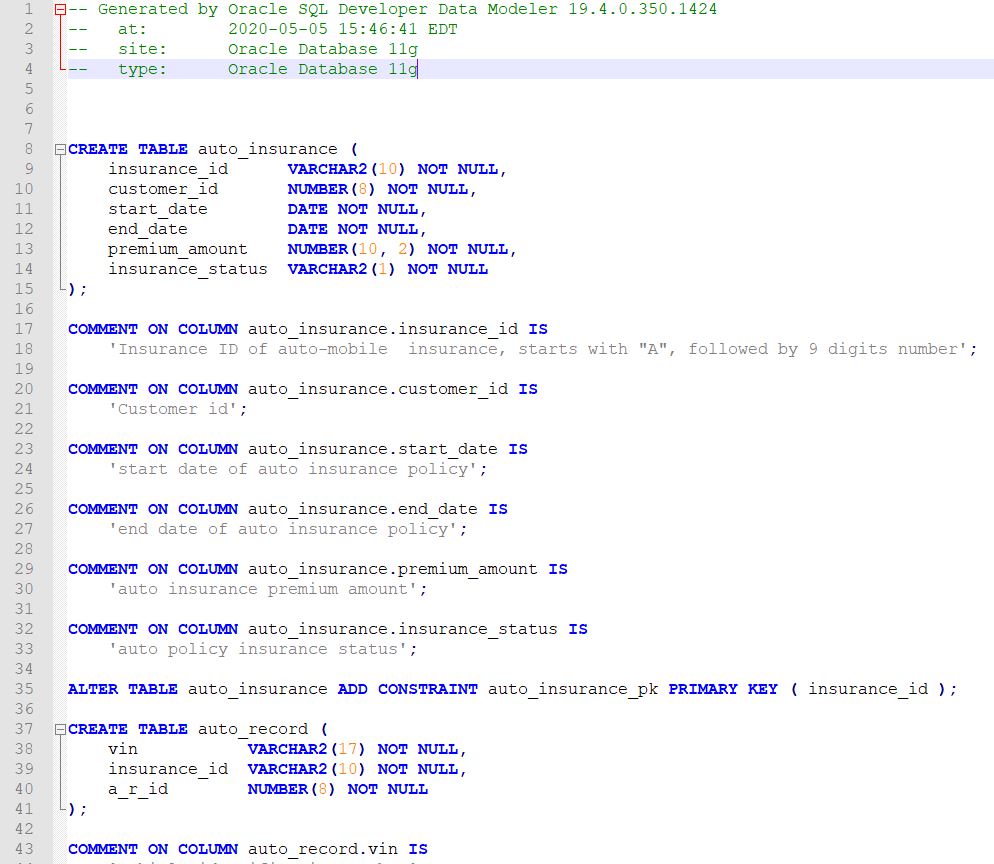 1 -- Generated by Oracle SQL Developer Data Modeler 19.4.0.350.1424
2 --   at:        2020-05-05 15:46:41 EDT
3 --   site:      Oracle Database 11g
4 --   type:      Oracle Database 11g
5
6
7
8 CREATE TABLE auto_insurance (
9     insurance_id      VARCHAR2(10) NOT NULL,
10     customer_id       NUMBER(8) NOT NULL,
11     start_date        DATE NOT NULL,
12     end_date          DATE NOT NULL,
13     premium_amount    NUMBER(10, 2) NOT NULL,
14     insurance_status  VARCHAR2(1) NOT NULL
15 );
16
17 COMMENT ON COLUMN auto_insurance.insurance_id IS
18     'Insurance ID of auto-mobile  insurance, starts with "A", followed by 9 digits number';
19
20 COMMENT ON COLUMN auto_insurance.customer_id IS
21     'Customer id';
22
23 COMMENT ON COLUMN auto_insurance.start_date IS
24     'start date of auto insurance policy';
25
26 COMMENT ON COLUMN auto_insurance.end_date IS
27     'end date of auto insurance policy';
28
29 COMMENT ON COLUMN auto_insurance.premium_amount IS
30     'auto insurance premium amount';
31
32 COMMENT ON COLUMN auto_insurance.insurance_status IS
33     'auto policy insurance status';
34
35 ALTER TABLE auto_insurance ADD CONSTRAINT auto_insurance_pk PRIMARY KEY ( insurance_id );
36
37 CREATE TABLE auto_record (
38     vin           VARCHAR2(17) NOT NULL,
39     insurance_id  VARCHAR2(10) NOT NULL,
40     a_r_id        NUMBER(8) NOT NULL
41 );
42
43 COMMENT ON COLUMN auto_record.vin IS